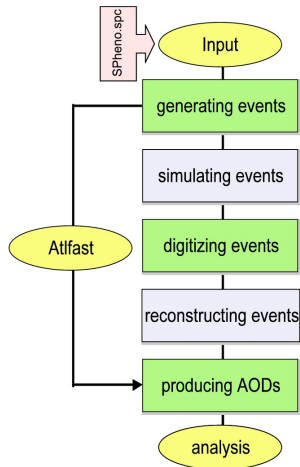 SPheno.spc
Input
generating events
simulating events
Atlfast
digitizing events
reconstructing events
producing AODs
analysis